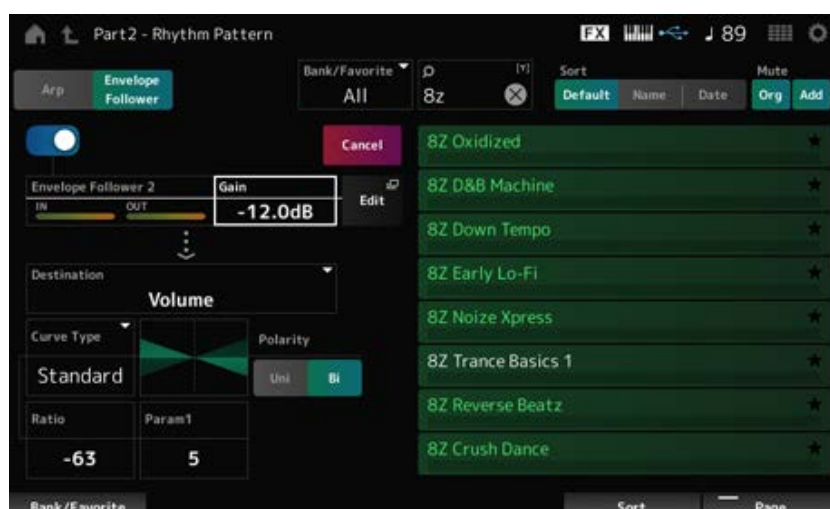 Part2 - Rhythm Pattern
FX
♩ 89
Arp
Envelope
Follower
Bank/Favorite
All
[Y]
8z
Sort
Default
Name
Date
Mute
Org
Add
Cancel
Envelope Follower 2
IN
OUT
Gain
-12.0dB
Edit
Destination
Volume
Curve Type
Standard
Polarity
Uni
Bi
Ratio
-63
Param1
5
8Z Oxidized
8Z D&B Machine
8Z Down Tempo
8Z Early Lo-Fi
8Z Noize Xpress
8Z Trance Basics 1
8Z Reverse Beatz
8Z Crush Dance
Bank/Favorite
Sort
Page